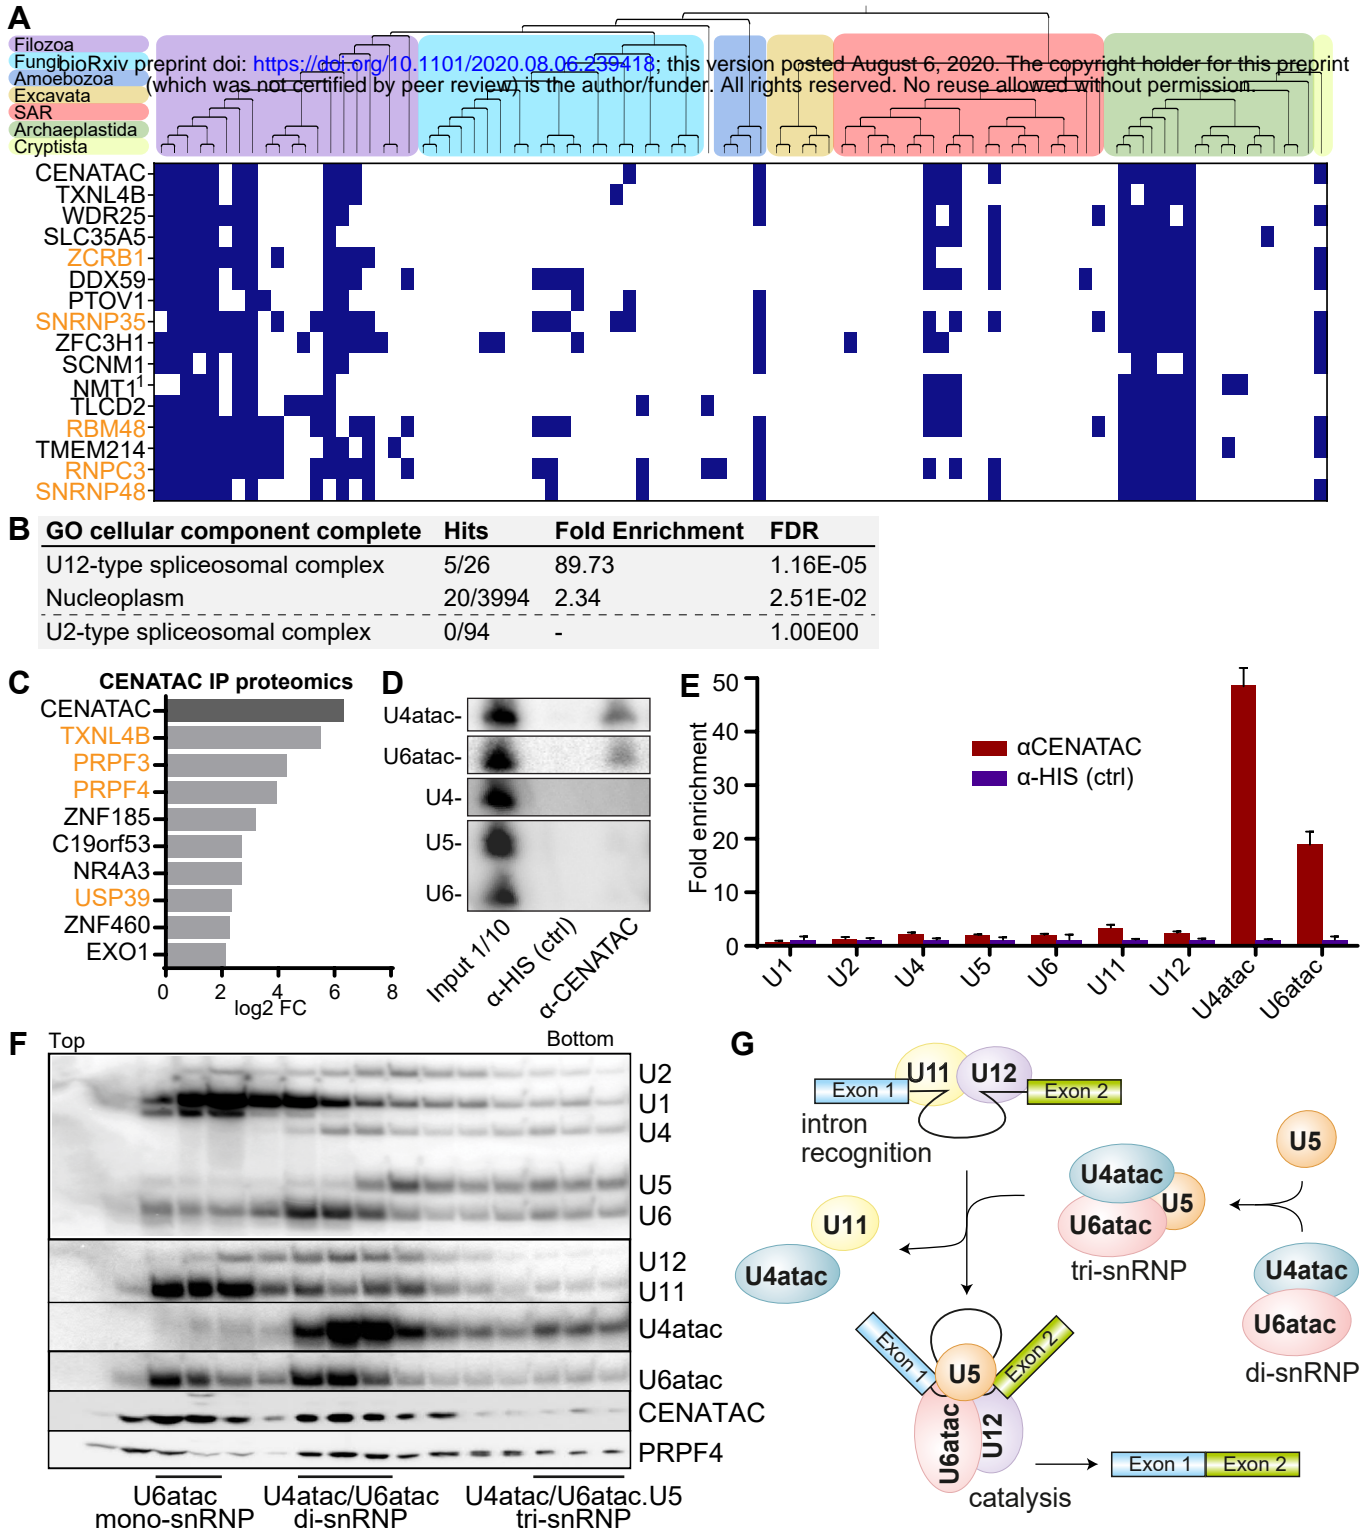 A
Filozoa
Fungi
Amoebozoa
Excavata
SAR
Archaeplastida
Cryptista
bioRxiv preprint doi: https://doi.org/10.1101/2020.08.06.239418; this version posted August 6, 2020. The copyright holder for this preprint
(which was not certified by peer review) is the author/funder. All rights reserved. No reuse allowed without permission.
CENATAC
TXNL4B
WDR25
SLC35A5
ZCRB1
DDX59
PTOV1
SNRNP35
ZFC3H1
SCNM1
NMT1¹
TLCD2
RBM48
TMEM214
RNPC3
SNRNP48
B
GO cellular component complete Hits Fold Enrichment FDR
U12-type spliceosomal complex 5/26 89.73 1.16E-05
Nucleoplasm 20/3994 2.34 2.51E-02
U2-type spliceosomal complex 0/94 - 1.00E00
C
CENATAC IP proteomics
CENATAC
TXNL4B
PRPF3
PRPF4
ZNF185
C19orf53
NR4A3
USP39
ZNF460
EXO1
0 2 4 6 8
log2 FC
D
U4atac-
U6atac-
U4-
U5-
U6-
Input 1/10
α-HIS (ctrl)
α-CENATAC
E
Fold enrichment
50
40
30
20
10
0
αCENATAC
α-HIS (ctrl)
U1 U2 U4 U5 U6 U11 U12 U4atac U6atac
F
Top Bottom
U2
U1
U4
U5
U6
U12
U11
U4atac
U6atac
CENATAC
PRPF4
U6atac
mono-snRNP
U4atac/U6atac
di-snRNP
U4atac/U6atac.U5
tri-snRNP
G
U11 U12
Exon 1 Exon 2
intron
recognition
U5
U4atac
U5
U6atac
tri-snRNP
U11
U4atac
U4atac
U6atac
di-snRNP
Exon 1
Exon 2
U5
U6atac
U12
catalysis
Exon 1 Exon 2